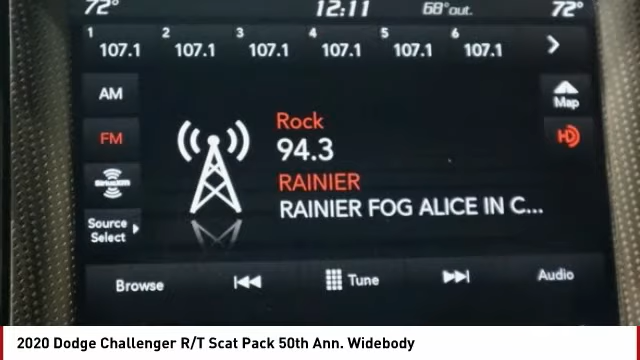 72° 12:11 68°out. 72°
1 2 3 4 5 6
107.1 107.1 107.1 107.1 107.1 107.1
AM
Map
FM
HD
Rock
94.3
RAINIER
RAINIER FOG ALICE IN C...
SiriusXM
Source
Select
Browse Tune Audio
2020 Dodge Challenger R/T Scat Pack 50th Ann. Widebody